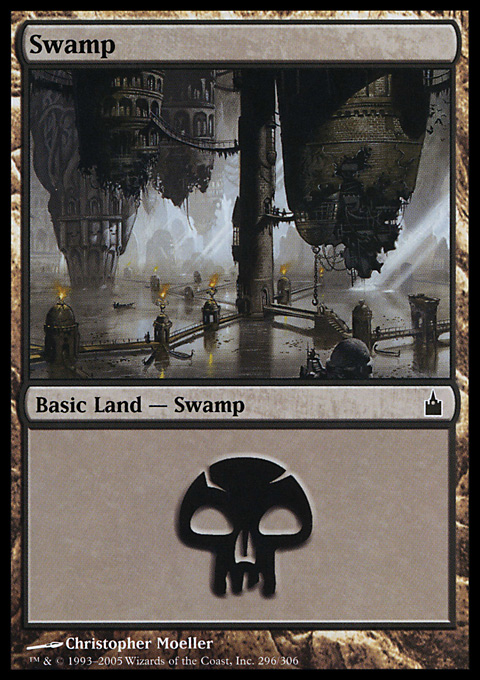 Swamp
Basic Land — Swamp
Christopher Moeller
™ & © 1993–2005 Wizards of the Coast, Inc. 296/306